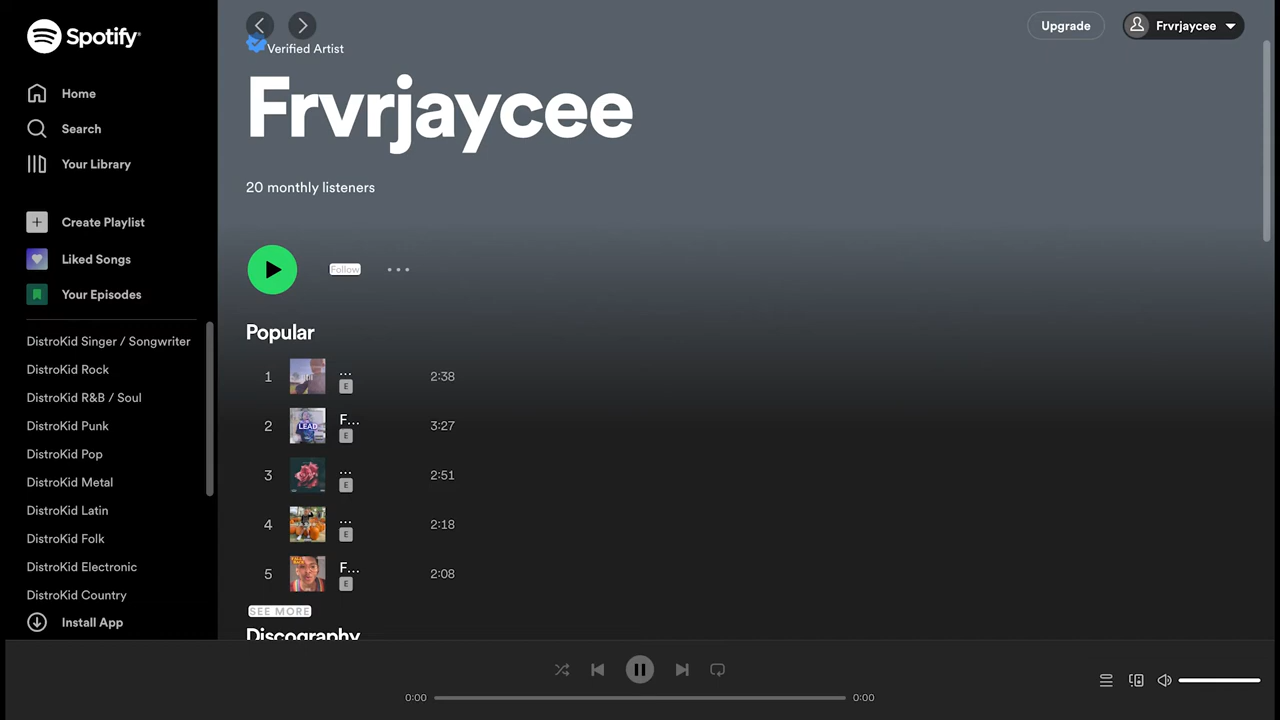 Spotify
Home
Search
Your Library
Create Playlist
Liked Songs
Your Episodes
DistroKid Singer / Songwriter
DistroKid Rock
DistroKid R&B / Soul
DistroKid Punk
DistroKid Pop
DistroKid Metal
DistroKid Latin
DistroKid Folk
DistroKid Electronic
DistroKid Country
Install App
Upgrade
Frvrjaycee
Verified Artist
Frvrjaycee
20 monthly listeners
Follow
Popular
1 ... E 2:38
2 LEAD F... E 3:27
3 ... E 2:51
4 ... E 2:18
5 F... E 2:08
SEE MORE
Discography
0:00 0:00